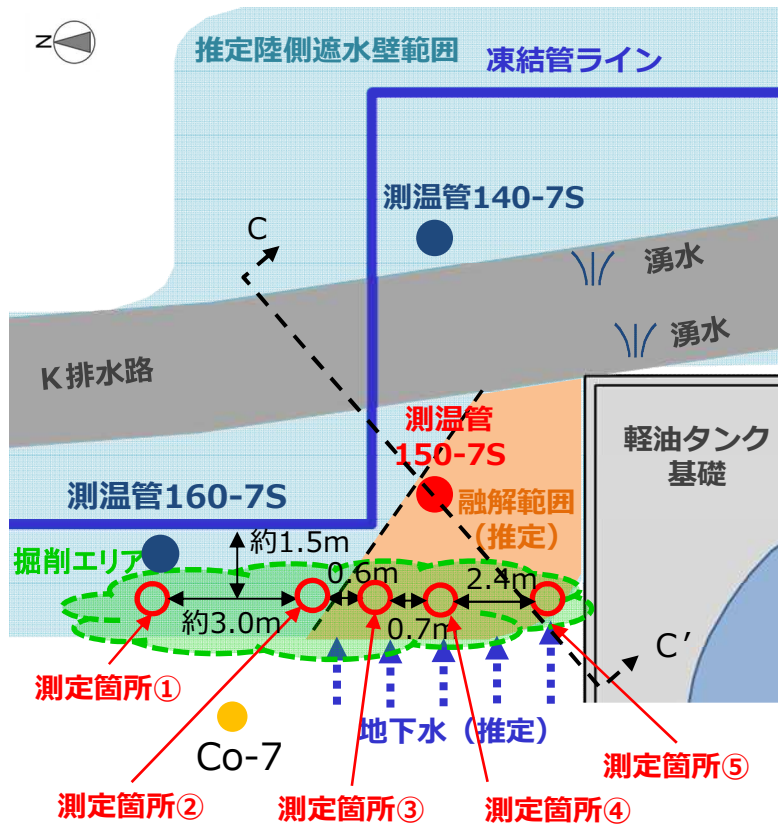 N
推定陸側遮水壁範囲
凍結管ライン
測温管140-7S
C
湧水
湧水
K排水路
測温管
150-7S
軽油タンク
基礎
測温管160-7S
融解範囲
(推定)
掘削エリア
約1.5m
0.6m
2.4m
約3.0m
0.7m
C′
測定箇所①
地下水（推定）
Co-7
測定箇所②
測定箇所③
測定箇所④
測定箇所⑤